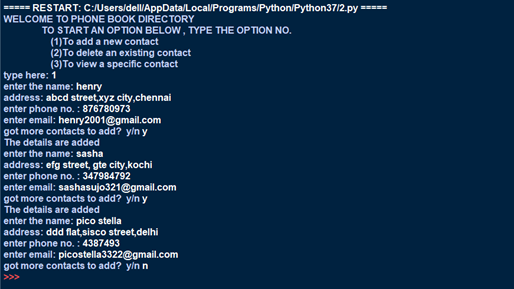 ===== RESTART: C:/Users/dell/AppData/Local/Programs/Python/Python37/2.py =====
WELCOME TO PHONE BOOK DIRECTORY
TO START AN OPTION BELOW , TYPE THE OPTION NO.
(1)To add a new contact
(2)To delete an existing contact
(3)To view a specific contact
type here: 1
enter the name: henry
address: abcd street,xyz city,chennai
enter phone no. : 876780973
enter email: henry2001@gmail.com
got more contacts to add? y/n y
The details are added
enter the name: sasha
address: efg street, gte city,kochi
enter phone no. : 347984792
enter email: sashasujo321@gmail.com
got more contacts to add? y/n y
The details are added
enter the name: pico stella
address: ddd flat,sisco street,delhi
enter phone no. : 4387493
enter email: picostella3322@gmail.com
got more contacts to add? y/n n
>>>